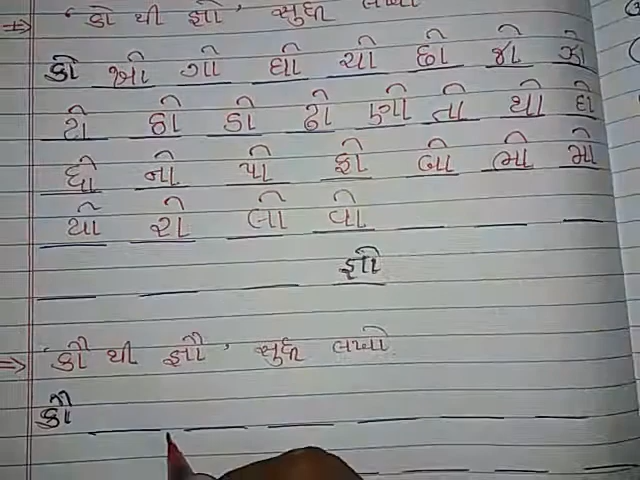 'કો થી જ્ઞો' સુધી લખો
કો ખો ગો ઘો ચો છો જો ઝો
ટો ઠો ડો ઢો ણો તો થો દો
ધો નો પો ફો બો ભો મો
યો રો લો વો
જ્ઞો
'કૌ થી જ્ઞૌ' સુધી લખો
કૌ